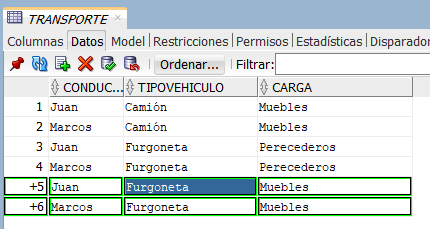 TRANSPORTE ×
Columnas Datos Model Restricciones Permisos Estadísticas Disparador
Ordenar... Filtrar:
CONDUC... TIPOVEHICULO CARGA
1 Juan Camión Muebles
2 Marcos Camión Muebles
3 Juan Furgoneta Perecederos
4 Marcos Furgoneta Perecederos
+5 Juan Furgoneta Muebles
+6 Marcos Furgoneta Muebles